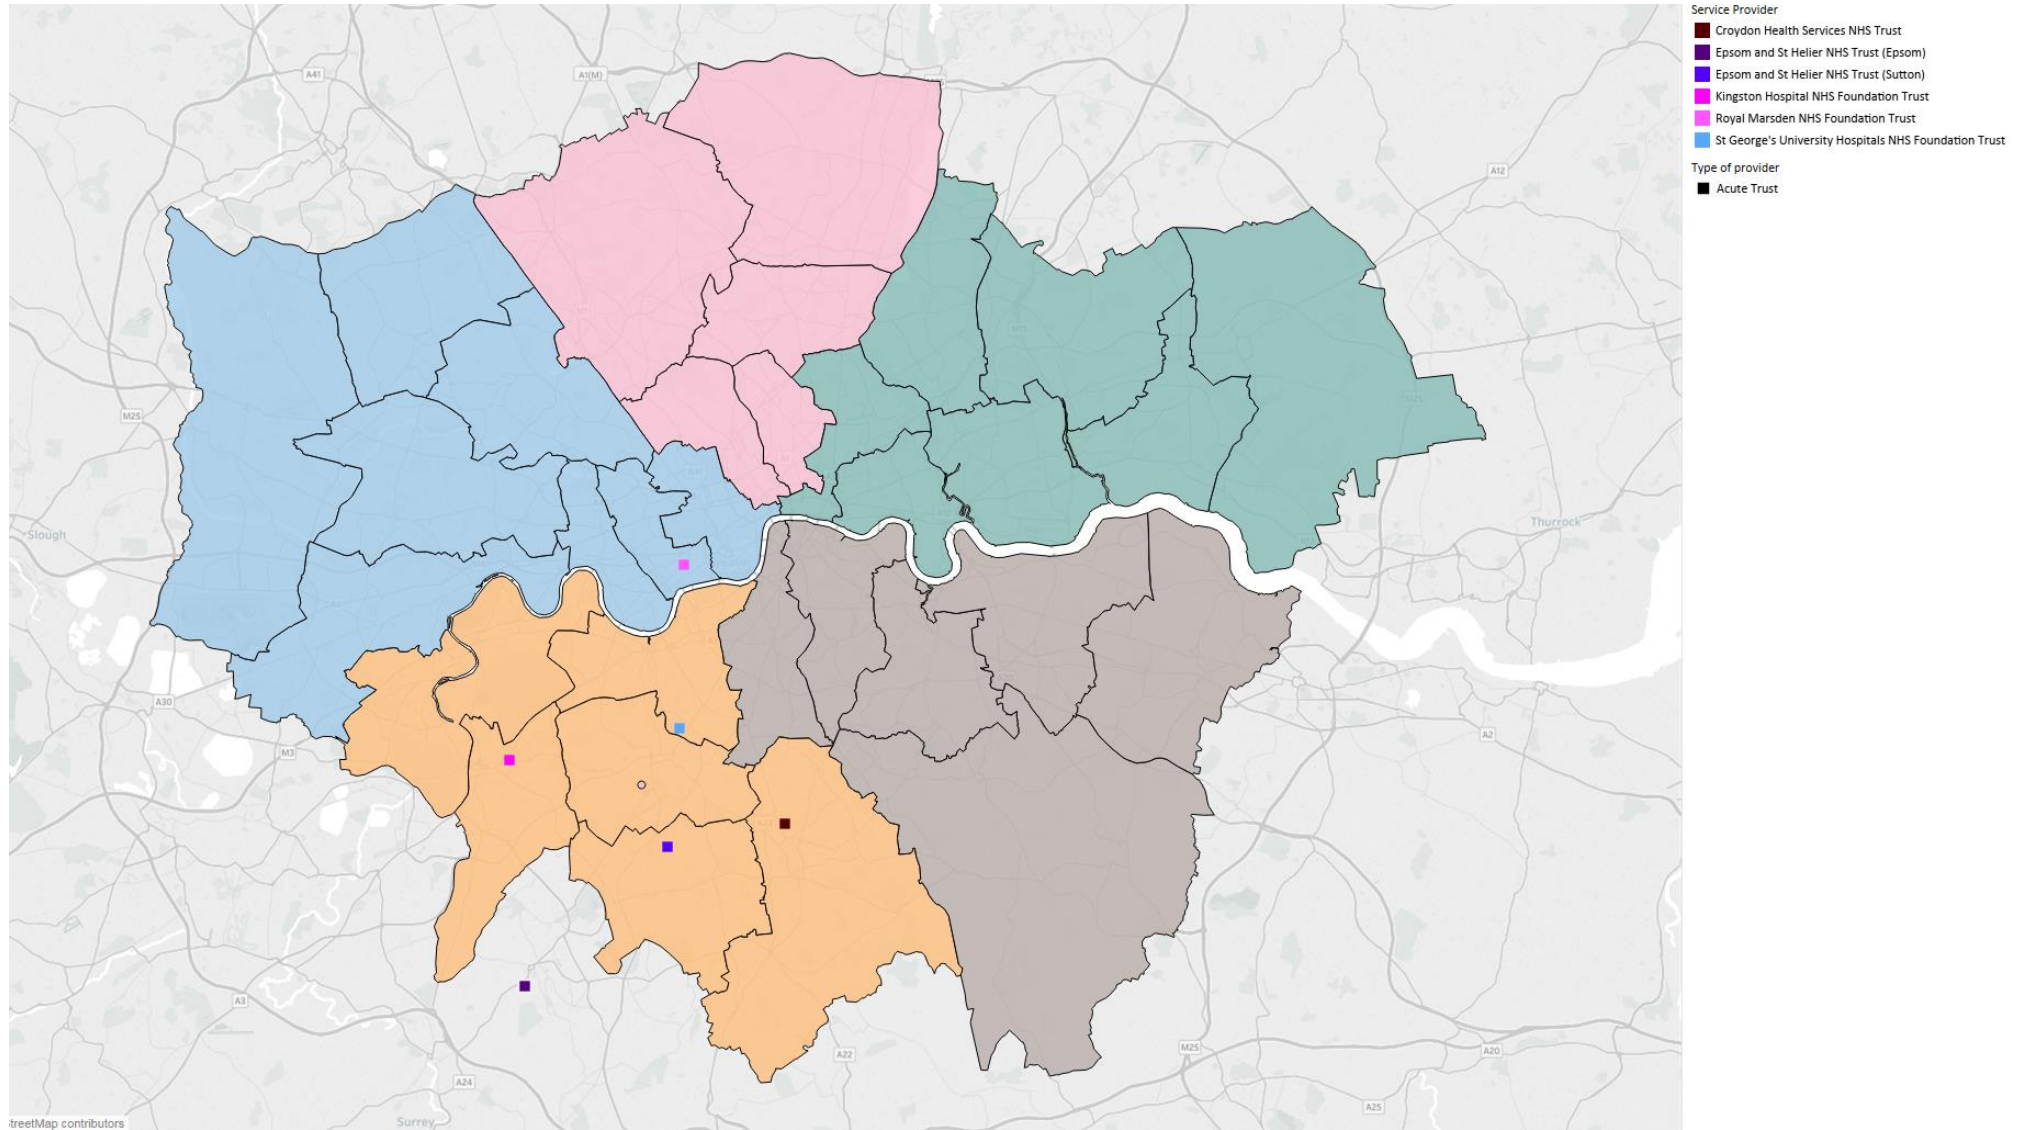 Service Provider
Croydon Health Services NHS Trust
Epsom and St Helier NHS Trust (Epsom)
Epsom and St Helier NHS Trust (Sutton)
Kingston Hospital NHS Foundation Trust
Royal Marsden NHS Foundation Trust
St George's University Hospitals NHS Foundation Trust
Type of provider
Acute Trust
A41
A1(M)
A12
M25
Slough
Thurrock
A30
M3
A2
A3
A22
M25
A20
A24
A25
Surrey
StreetMap contributors